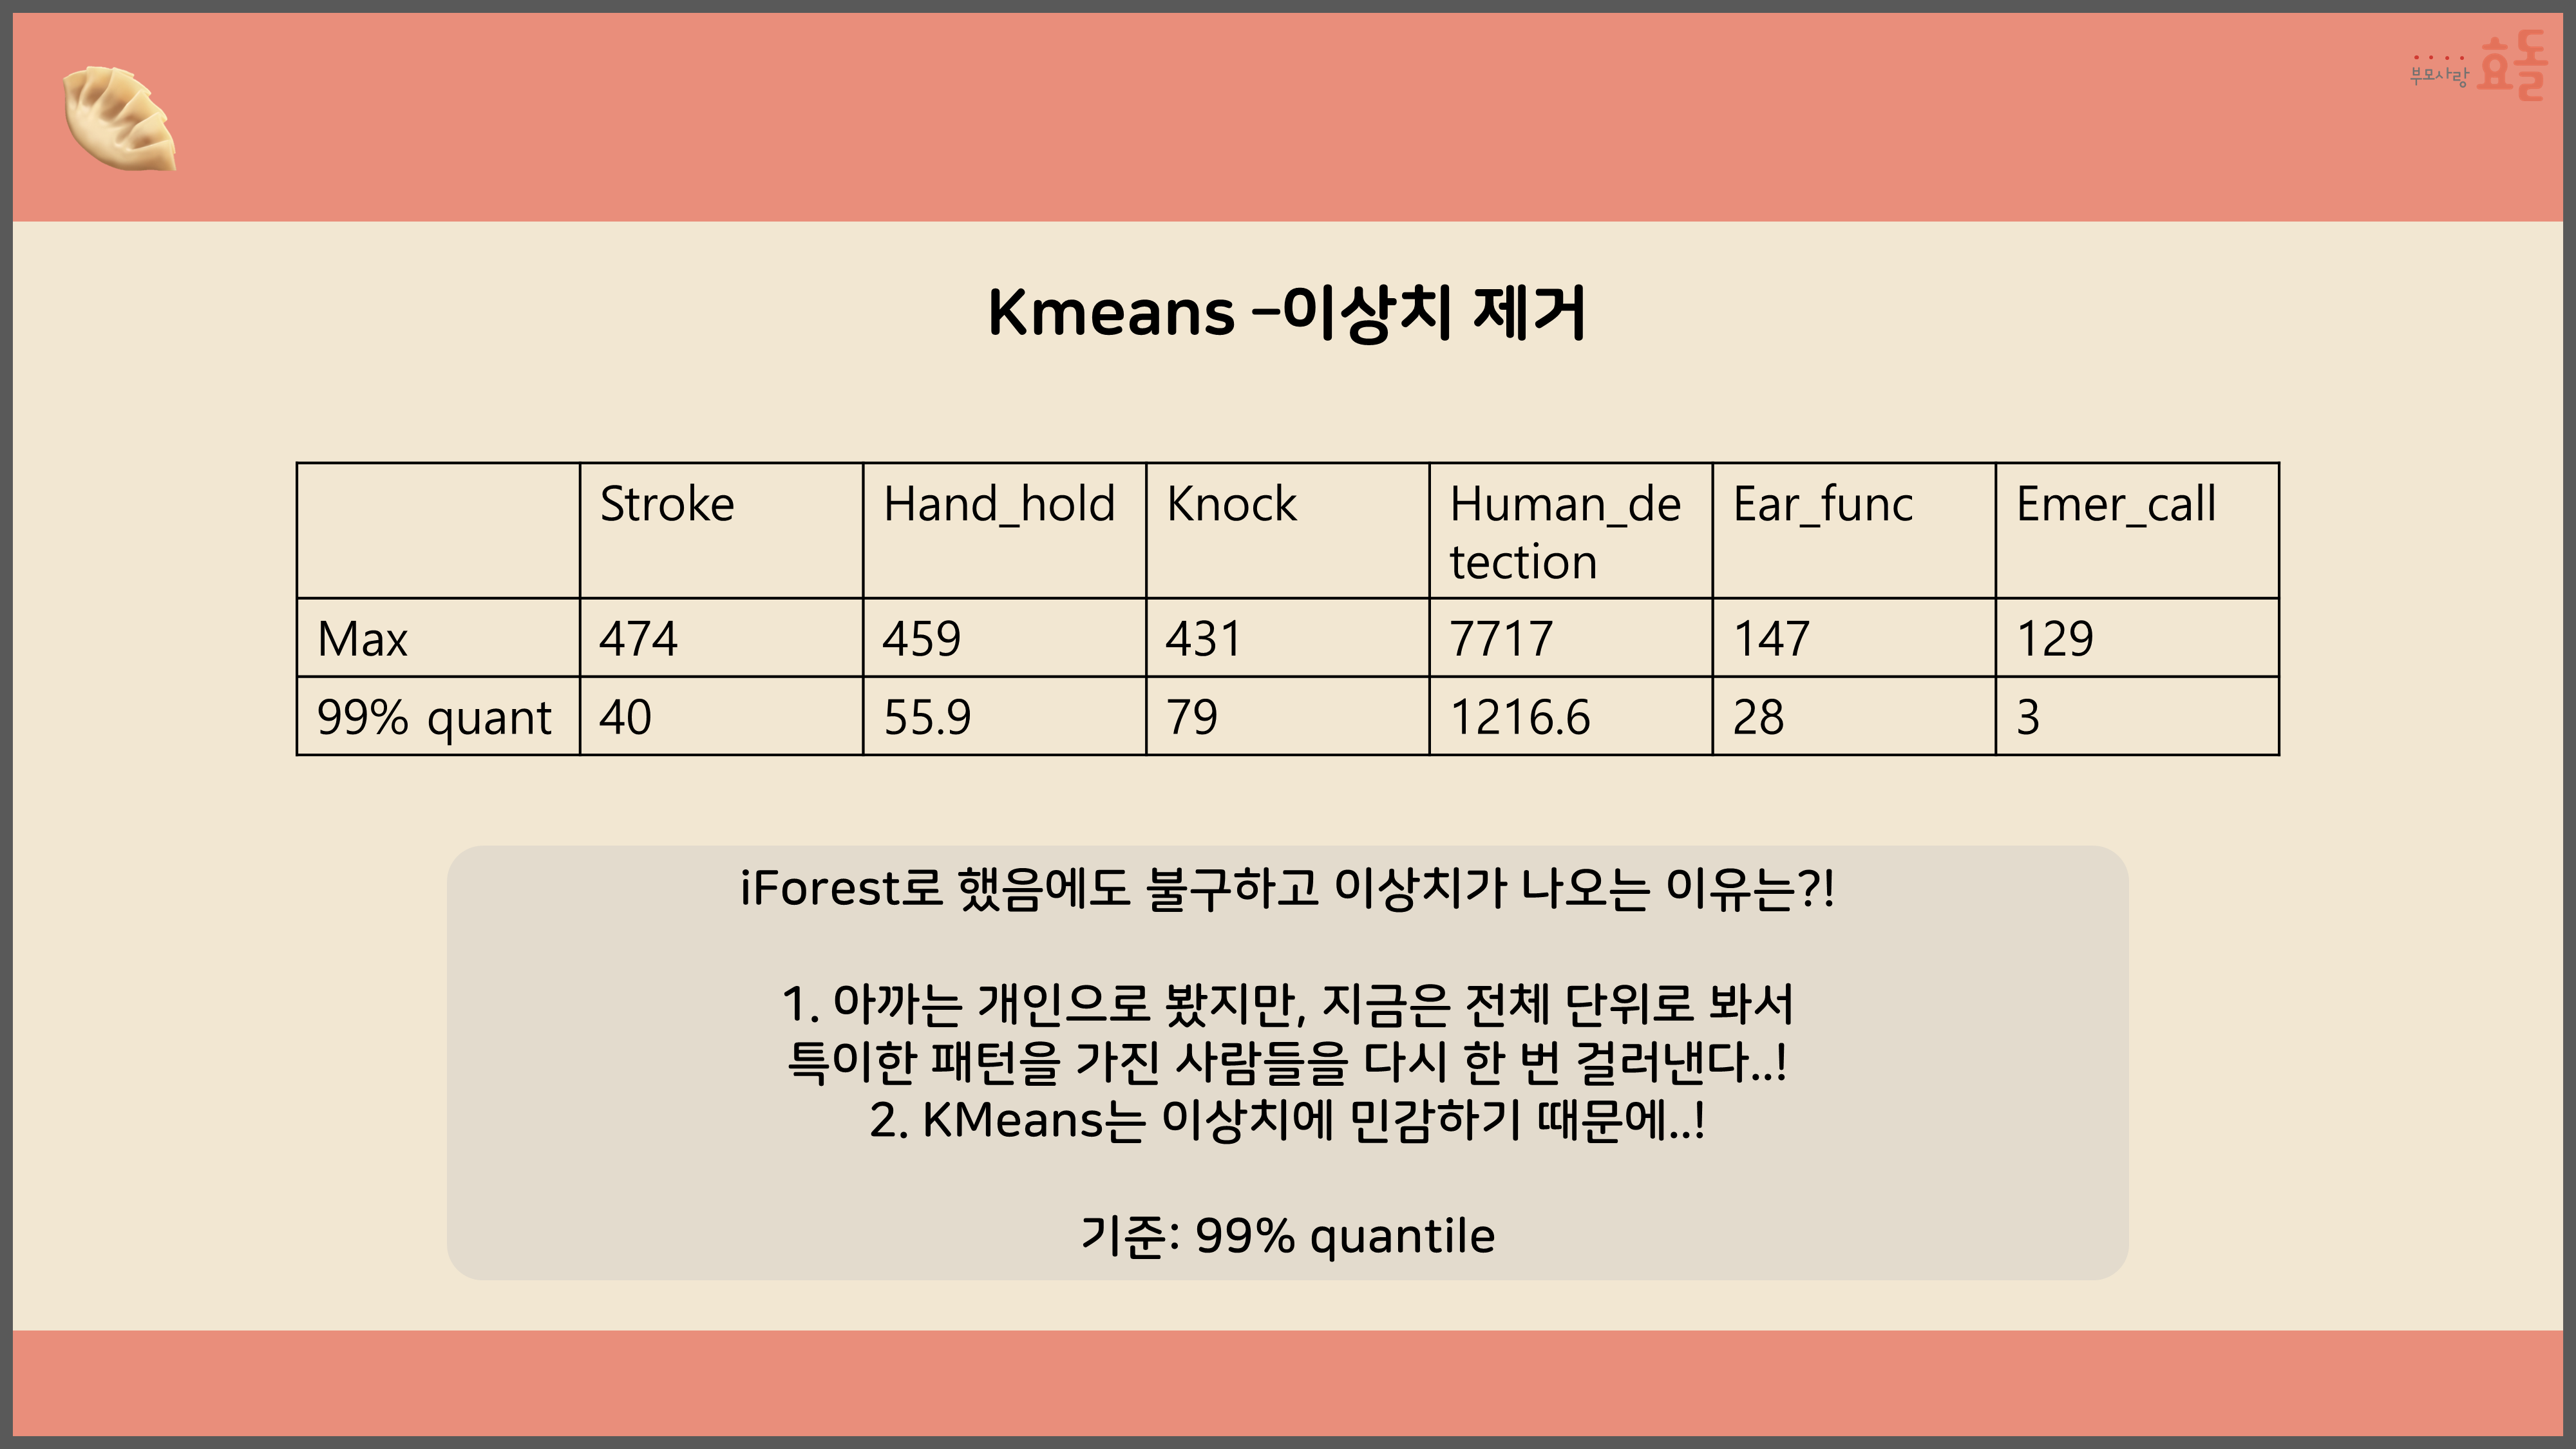 부모사랑 효돌
Kmeans –이상치 제거
Stroke Hand_hold Knock Human_de Ear_func Emer_call
tection
Max 474 459 431 7717 147 129
99% quant 40 55.9 79 1216.6 28 3
iForest로 했음에도 불구하고 이상치가 나오는 이유는?!
1. 아까는 개인으로 봤지만, 지금은 전체 단위로 봐서
특이한 패턴을 가진 사람들을 다시 한 번 걸러낸다..!
2. KMeans는 이상치에 민감하기 때문에..!
기준: 99% quantile